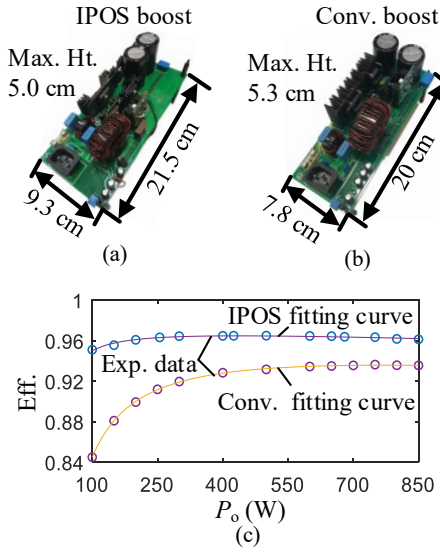 IPOS boost
Conv. boost
Max. Ht.
5.0 cm
Max. Ht.
5.3 cm
21.5 cm
9.3 cm
20 cm
7.8 cm
(a)
(b)
1
0.96
0.92
0.88
0.84
Eff.
IPOS fitting curve
Exp. data
Conv. fitting curve
100
250
400
550
700
850
Po (W)
(c)